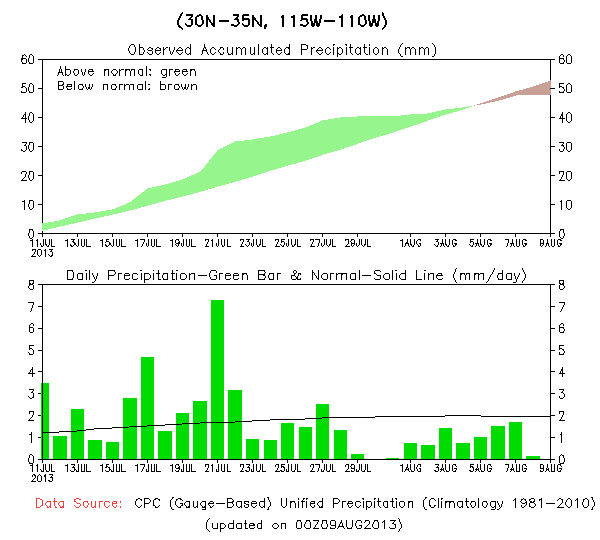 (30N-35N, 115W-110W)
Observed Accumulated Precipitation (mm)
Above normal: green
Below normal: brown
60 60
50 50
40 40
30 30
20 20
10 10
0 0
11JUL 13JUL 15JUL 17JUL 19JUL 21JUL 23JUL 25JUL 27JUL 29JUL 1AUG 3AUG 5AUG 7AUG 9AUG
2013
Daily Precipitation-Green Bar & Normal-Solid Line (mm/day)
8 8
7 7
6 6
5 5
4 4
3 3
2 2
1 1
0 0
11JUL 13JUL 15JUL 17JUL 19JUL 21JUL 23JUL 25JUL 27JUL 29JUL 1AUG 3AUG 5AUG 7AUG 9AUG
2013
Data Source: CPC (Gauge-Based) Unified Precipitation (Climatology 1981-2010)
(updated on 00Z09AUG2013)